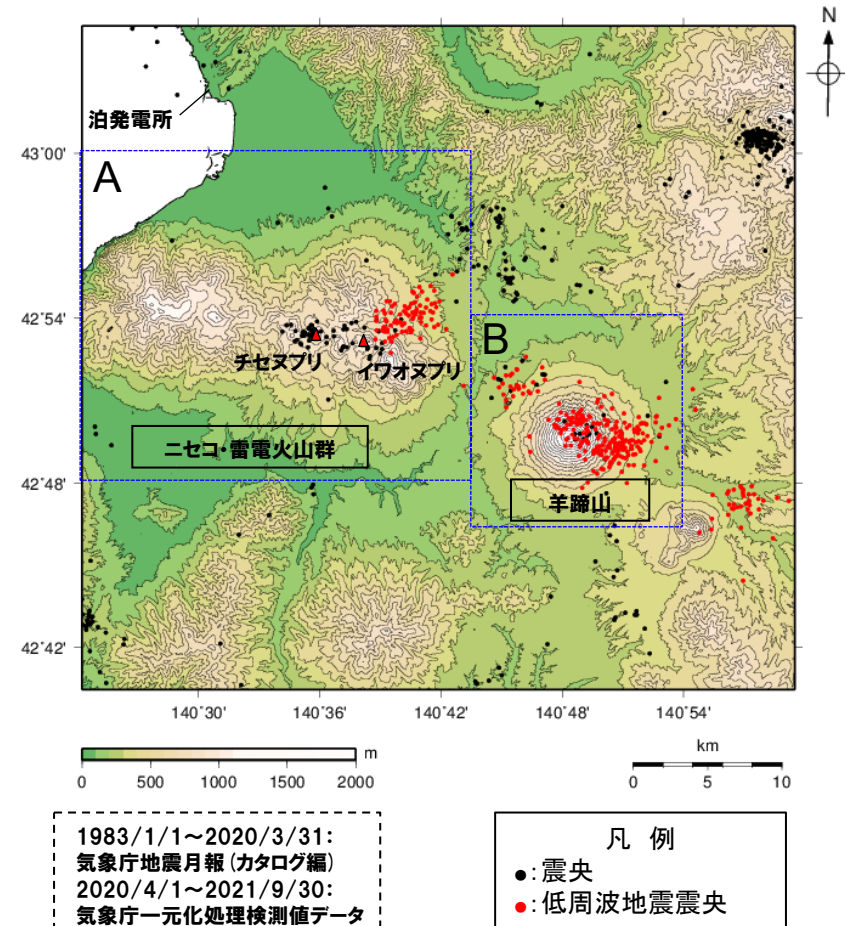 N
泊発電所
43°00'
A
42°54'
B
チセヌプリ
イワオヌプリ
ニセコ・雷電火山群
42°48'
羊蹄山
42°42'
140°30'
140°36'
140°42'
140°48'
140°54'
m
0 500 1000 1500 2000
km
0 5 10
1983/1/1~2020/3/31:
気象庁地震月報(カタログ編)
2020/4/1~2021/9/30:
気象庁一元化処理検測値データ
凡 例
●:震央
●:低周波地震震央